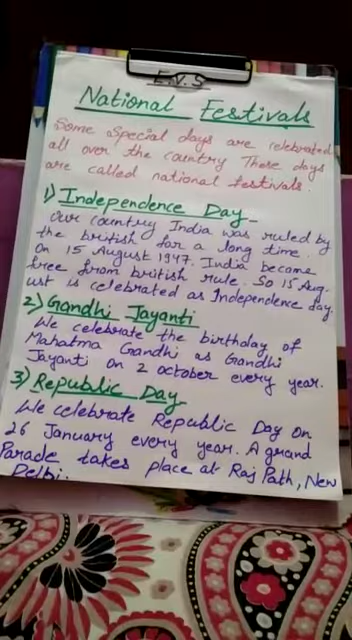 E.V.S
National Festivals
Some Special days are celebrated
all over the country These days
are called national festivals.
1) Independence Day
Our country India was ruled by
the british for a long time.
On 15 August 1947. India became
free from british rule. So 15 Aug-
ust is celebrated as Independence day.
2) Gandhi Jayanti
We celebrate the birthday of
Mahatma Gandhi as Gandhi
Jayanti on 2 october every year.
3) Republic Day
We celebrate Republic Day on
26 January every year. A grand
Parade takes place at Raj Path, New
Delhi.